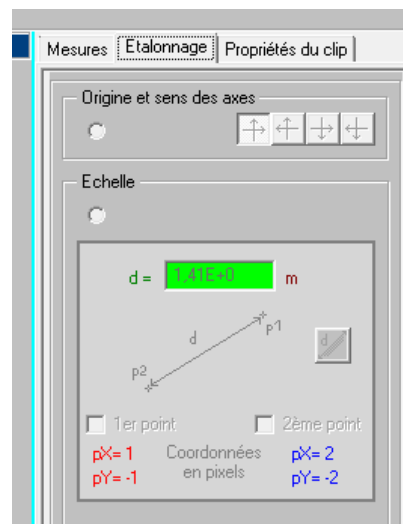 Mesures Etalonnage Propriétés du clip
Origine et sens des axes
Echelle
d = 1,41E+0 m
d p1 d
p2
1er point 2ème point
pX= 1 Coordonnées pX= 2
pY= -1 en pixels pY= -2